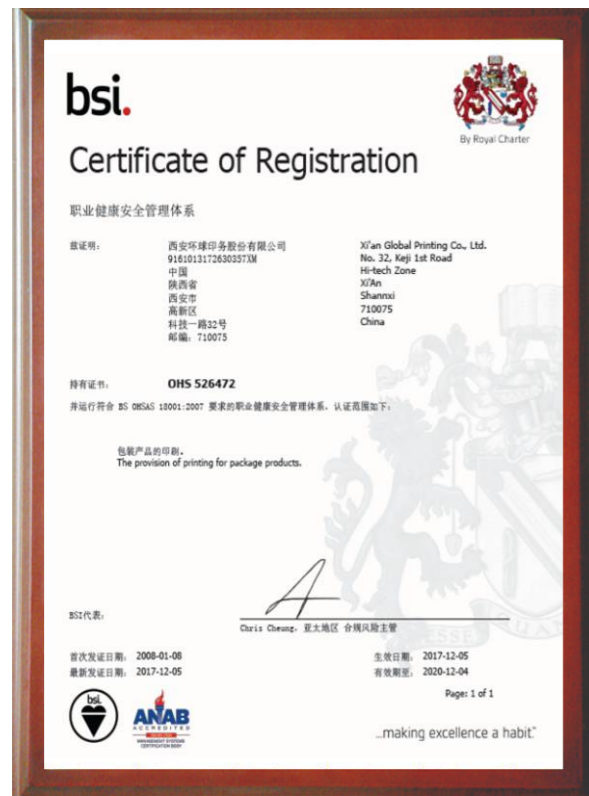 bsi.
By Royal Charter
Certificate of Registration
职业健康安全管理体系
兹证明:
西安环球印务股份有限公司
9161013172630357XM
中国
陕西省
西安市
高新区
科技一路32号
邮编: 710075
Xi'an Global Printing Co., Ltd.
No. 32, Keji 1st Road
Hi-tech Zone
Xi'An
Shannxi
710075
China
持有证书: OHS 526472
并运行符合 BS OHSAS 18001:2007 要求的职业健康安全管理体系, 认证范围如下:
包装产品的印刷。
The provision of printing for package products.
BSI代表:
Chris Cheung, 亚太地区 合规风险主管
首次发证日期: 2008-01-08
生效日期: 2017-12-05
最新发证日期: 2017-12-05
有效期至: 2020-12-04
Page: 1 of 1
bsi.
ANAB
ACCREDITED
MANAGEMENT SYSTEMS
CERTIFICATION BODY
...making excellence a habit.™